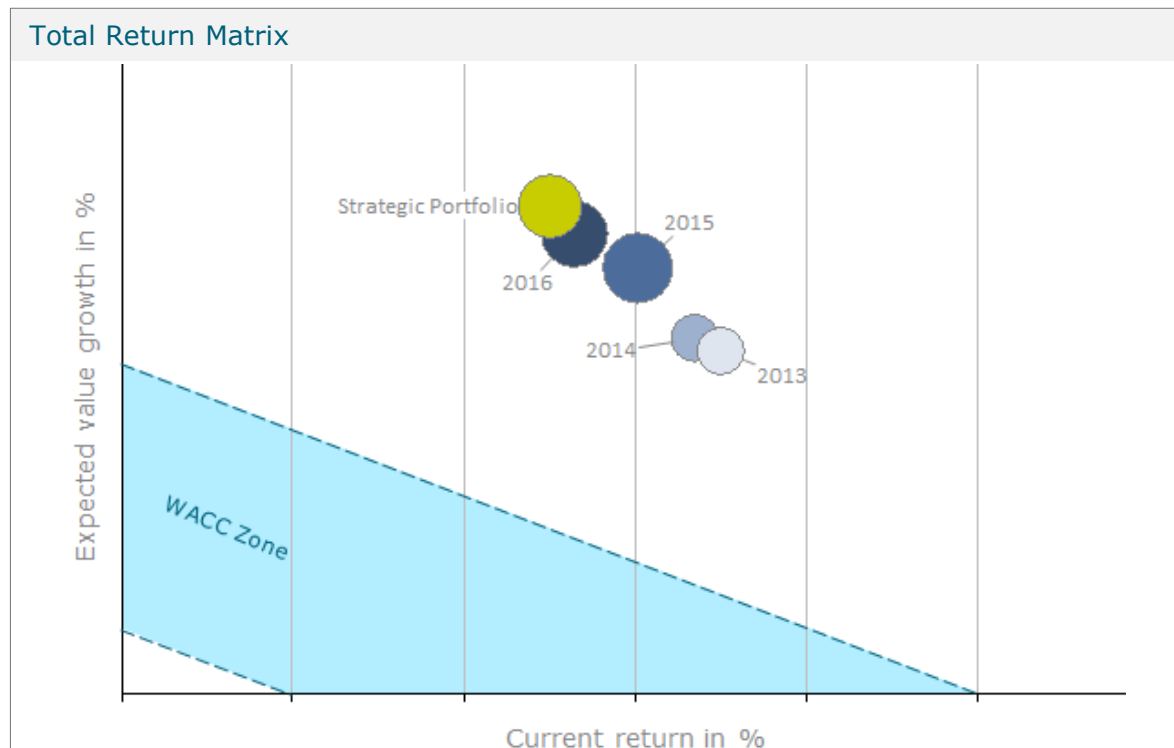 Total Return Matrix
Expected value growth in %
Strategic Portfolio
2015
2016
2014
2013
WACC Zone
Current return in %